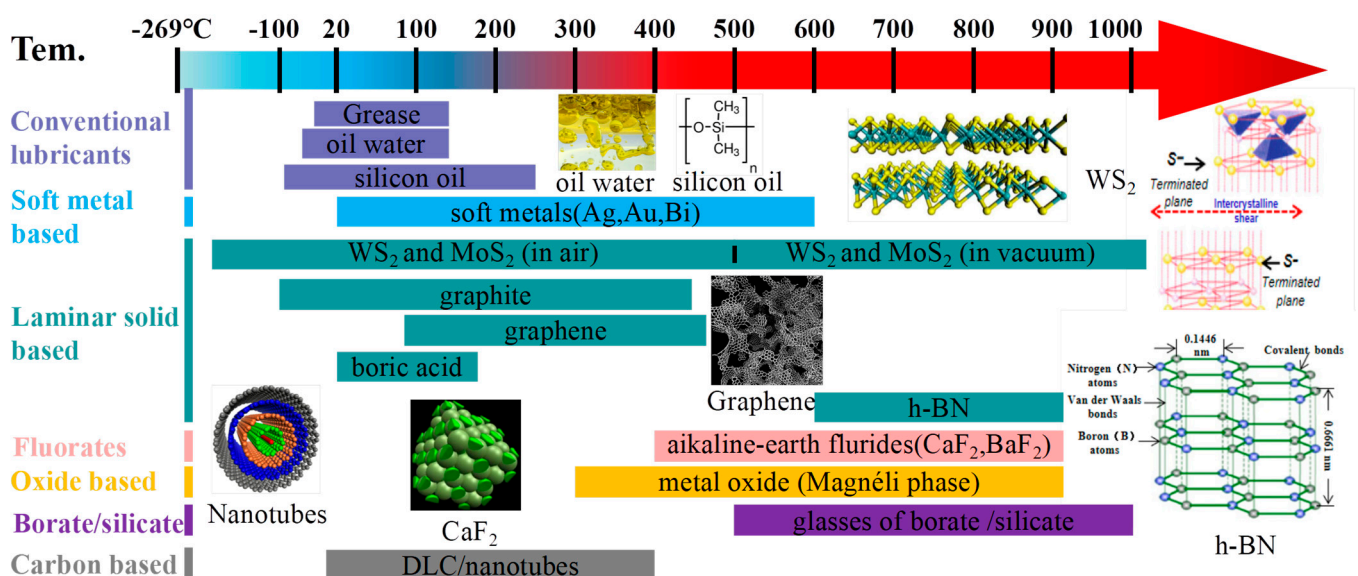 Tem.
-269℃ -100 20 100 200 300 400 500 600 700 800 900 1000
Conventional
lubricants
Grease
oil water
silicon oil
oil water
CH₃
O Si
CH₃
n
silicon oil
WS₂
S-
Terminated
plane
Intercrystalline
shear
Soft metal
based
soft metals(Ag,Au,Bi)
Laminar solid
based
WS₂ and MoS₂ (in air)
WS₂ and MoS₂ (in vacuum)
S-
Terminated
plane
graphite
graphene
boric acid
Graphene
h-BN
0.1446
nm
Covalent bonds
Nitrogen (N)
atoms
Van der Waals
bonds
Boron (B)
atoms
0.6661 nm
h-BN
Fluorates
aikaline-earth flurides(CaF₂,BaF₂)
Oxide based
metal oxide (Magnéli phase)
Nanotubes
CaF₂
Borate/silicate
glasses of borate /silicate
Carbon based
DLC/nanotubes